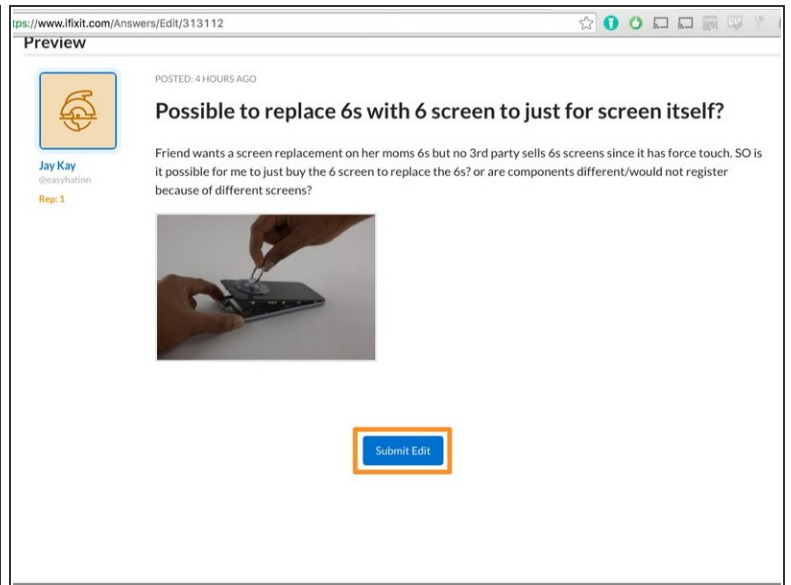 tps://www.ifixit.com/Answers/Edit/313112
Preview
POSTED: 4 HOURS AGO
Possible to replace 6s with 6 screen to just for screen itself?
Jay Kay
@easyhatinn
Rep: 1
Friend wants a screen replacement on her moms 6s but no 3rd party sells 6s screens since it has force touch. SO is
it possible for me to just buy the 6 screen to replace the 6s? or are components different/would not register
because of different screens?
Submit Edit